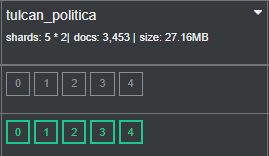 tulcan_politica
shards: 5 * 2| docs: 3,453 | size: 27.16MB
0 1 2 3 4
0 1 2 3 4